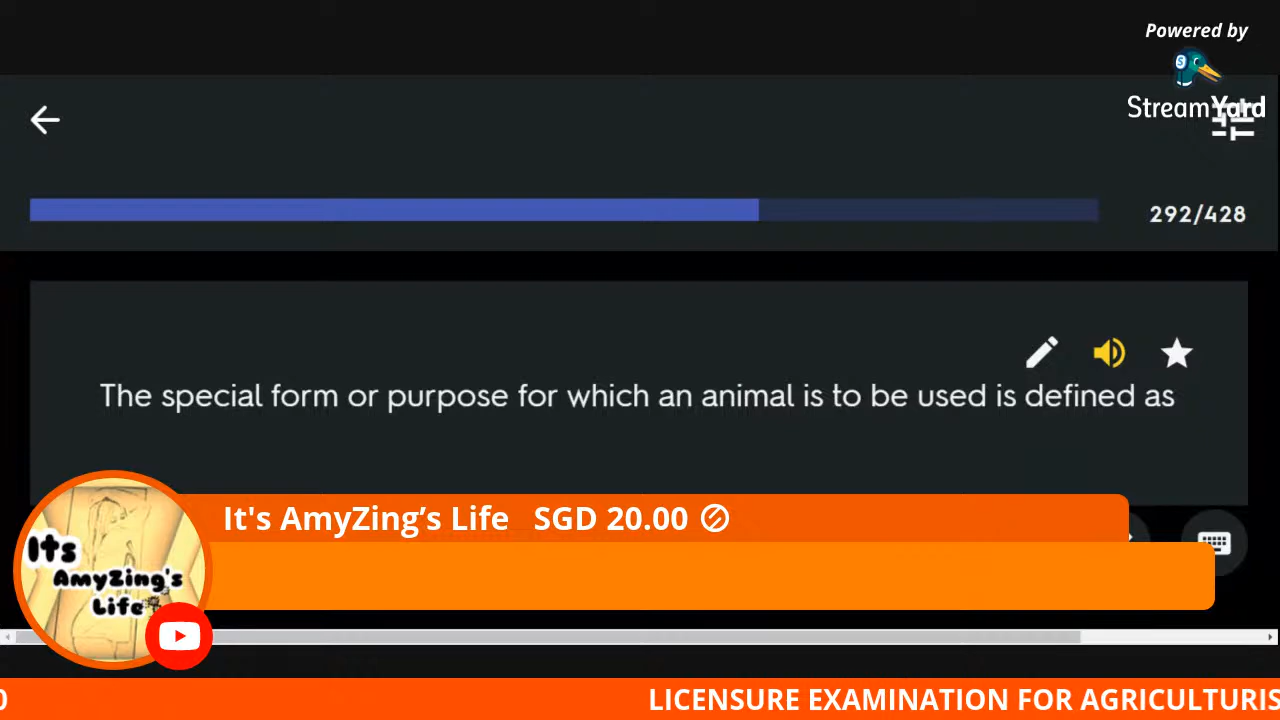 Powered by
StreamYard
292/428
The special form or purpose for which an animal is to be used is defined as
It's AmyZing’s Life SGD 20.00
Its
AmyZing's
Life
0 LICENSURE EXAMINATION FOR AGRICULTURIS